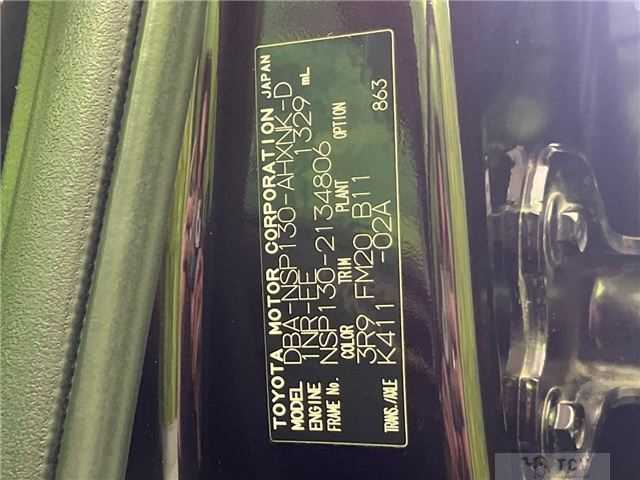 TOYOTA MOTOR CORPORATION JAPAN
MODEL DBA-NSP130-AHXNK-D
ENGINE 1NR-FE 1329 mL
FRAME No. NSP130-2134806
COLOR TRIM PLANT OPTION
3R9 FM20 B11 863
TRANS./AXLE K411 -02A
TCV